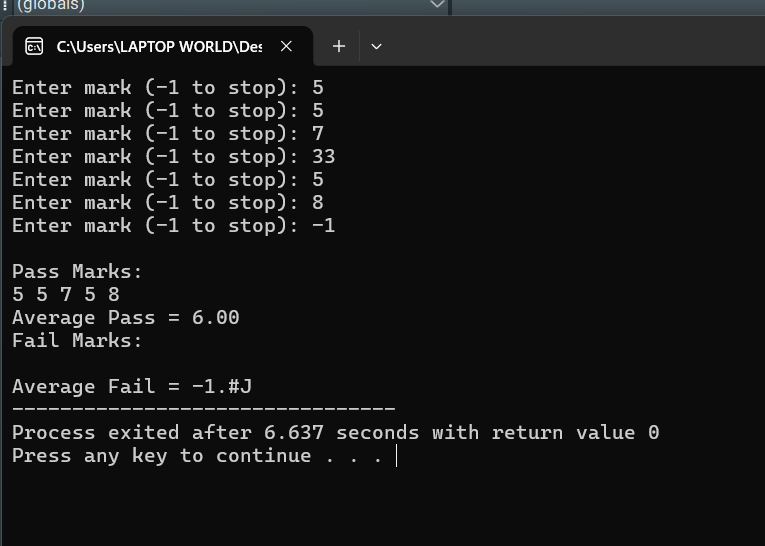 (globals)
C:\Users\LAPTOP WORLD\Des
Enter mark (-1 to stop): 5
Enter mark (-1 to stop): 5
Enter mark (-1 to stop): 7
Enter mark (-1 to stop): 33
Enter mark (-1 to stop): 5
Enter mark (-1 to stop): 8
Enter mark (-1 to stop): -1
Pass Marks:
5 5 7 5 8
Average Pass = 6.00
Fail Marks:
Average Fail = -1.#J
--------------------------------
Process exited after 6.637 seconds with return value 0
Press any key to continue . . .